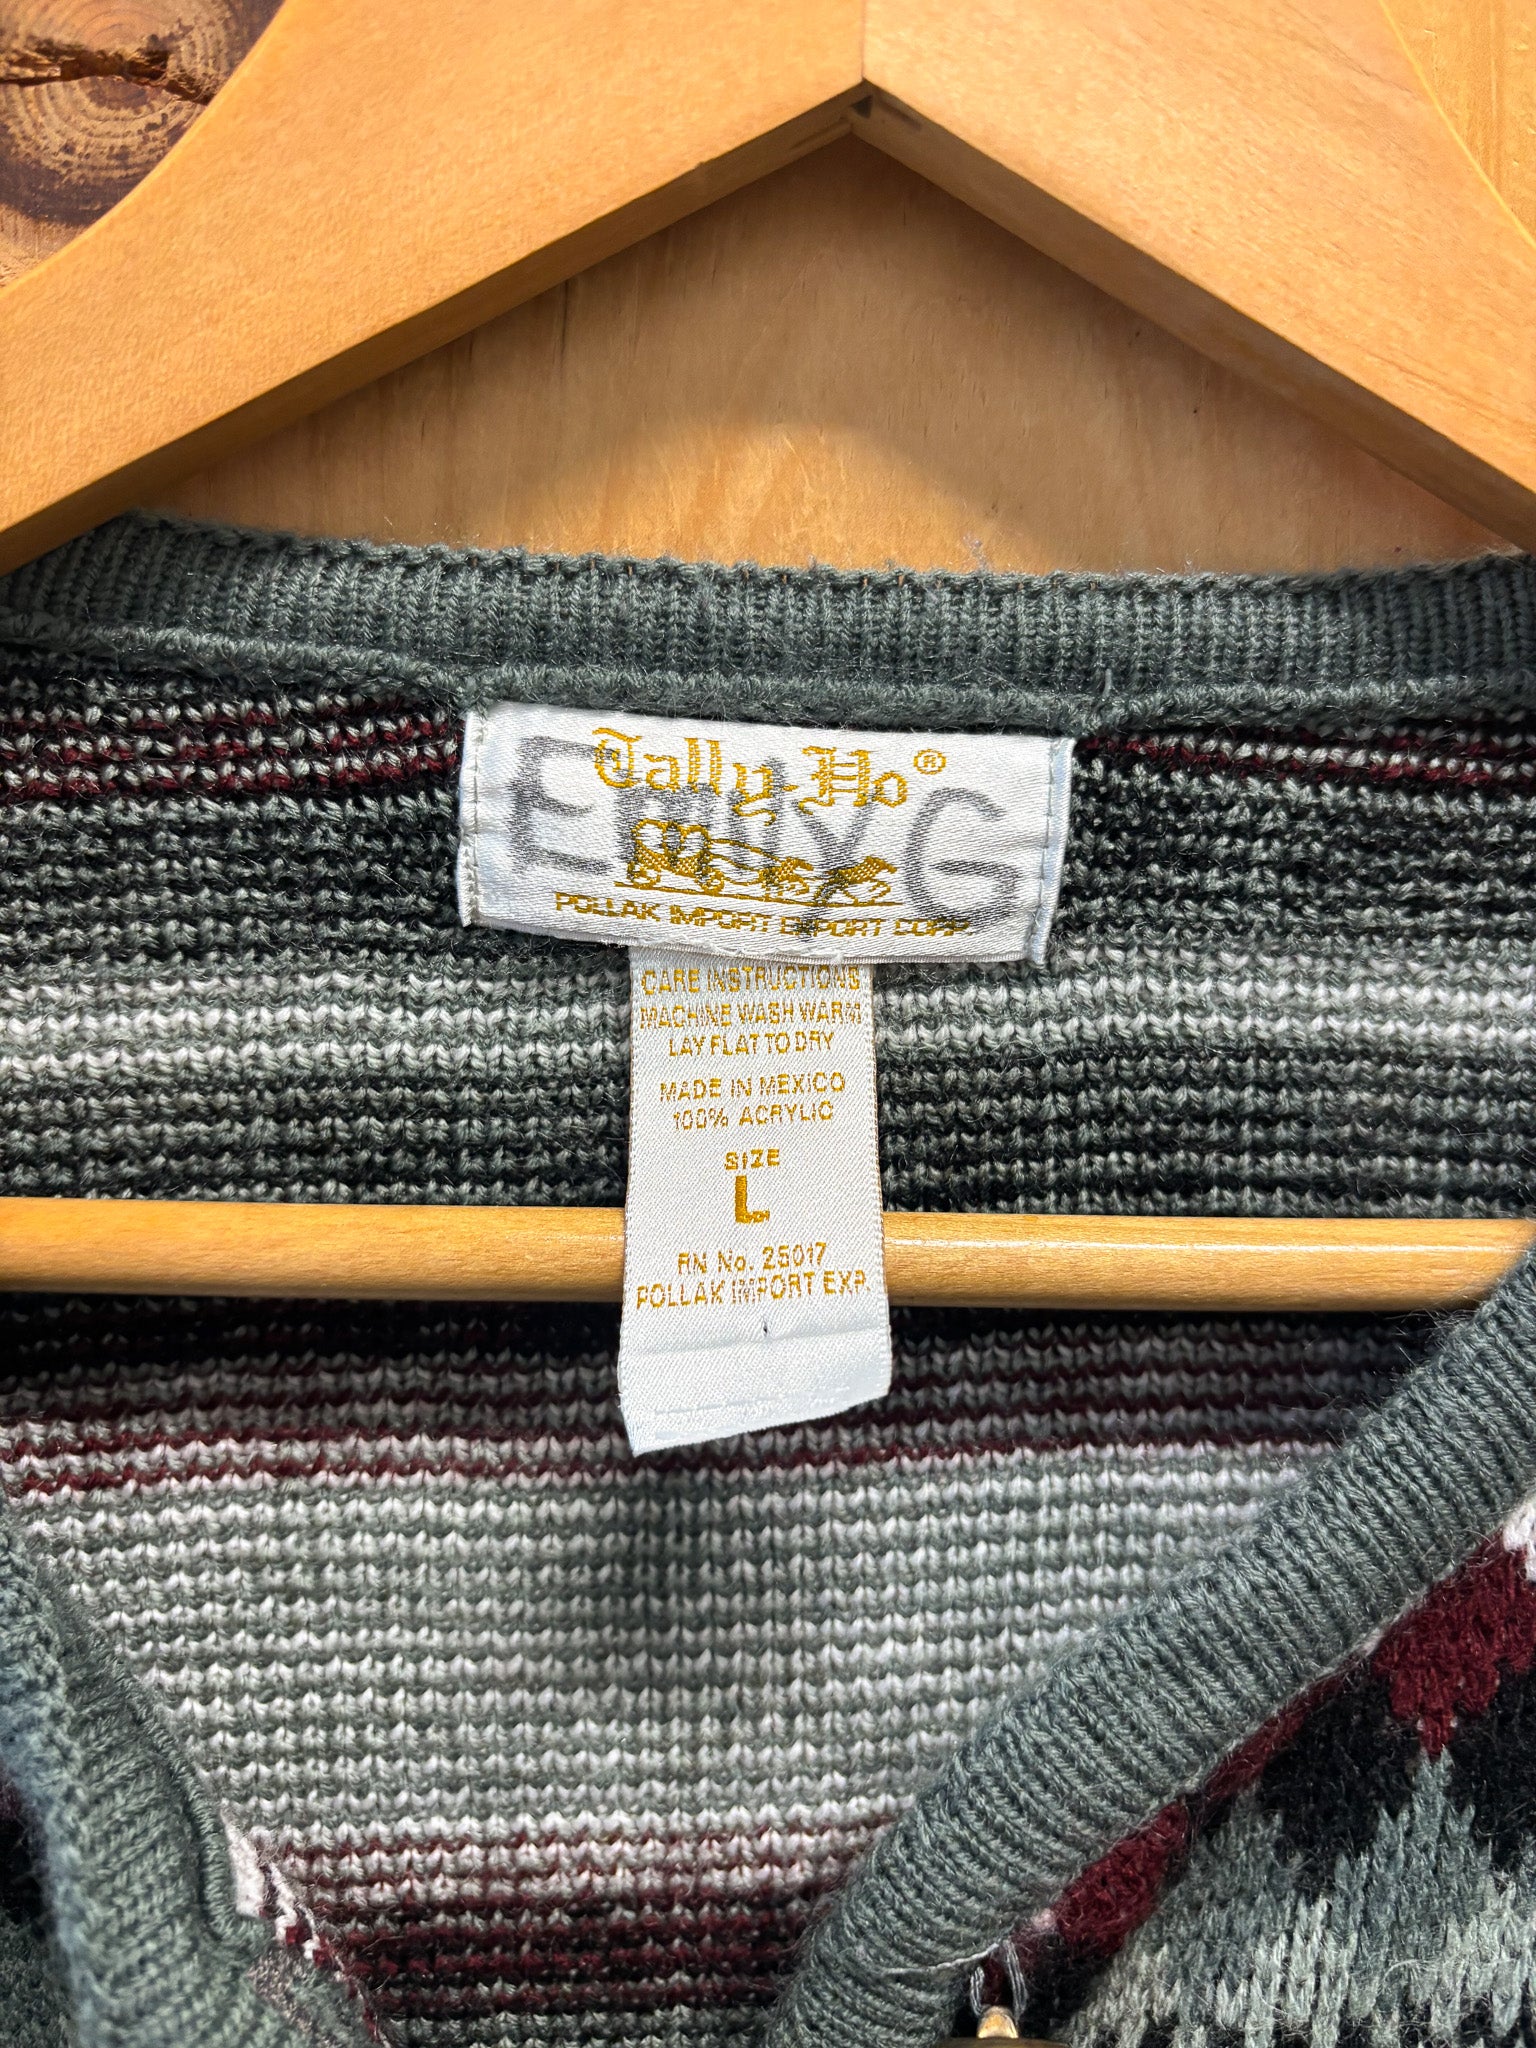 Tally-Ho®
Emily G
POLLAK IMPORT EXPORT CORP.
CARE INSTRUCTIONS
MACHINE WASH WARM
LAY FLAT TO DRY
MADE IN MEXICO
100% ACRYLIC
SIZE
L
RN No. 25017
POLLAK IMPORT EXP.